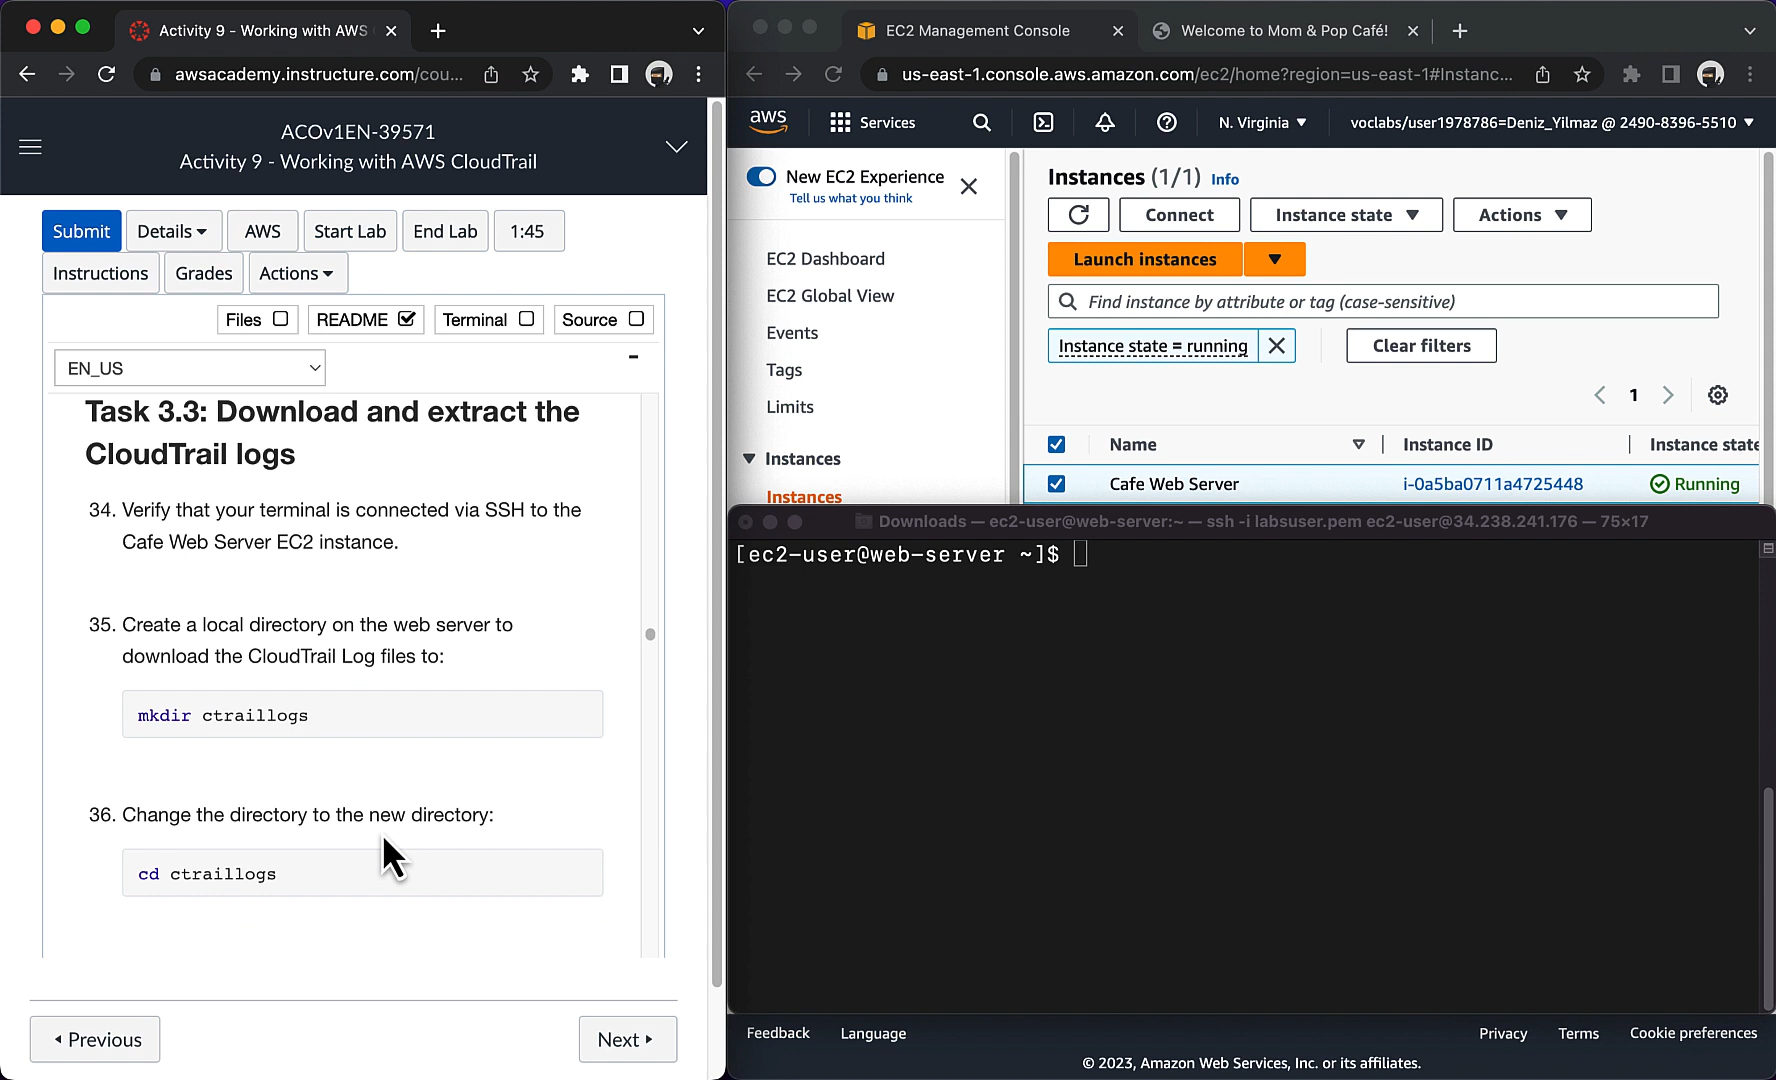 Activity 9 - Working with AWS
awsacademy.instructure.com/cou...
ACOv1EN-39571
Activity 9 - Working with AWS CloudTrail
Submit
Details
AWS
Start Lab
End Lab
1:45
Instructions
Grades
Actions
Files
README
Terminal
Source
EN_US
Task 3.3: Download and extract the
CloudTrail logs
34. Verify that your terminal is connected via SSH to the
Cafe Web Server EC2 instance.
35. Create a local directory on the web server to
download the CloudTrail Log files to:
mkdir ctraillogs
36. Change the directory to the new directory:
cd ctraillogs
Previous
Next
EC2 Management Console
Welcome to Mom & Pop Café!
us-east-1.console.aws.amazon.com/ec2/home?region=us-east-1#Instanc...
aws
Services
N. Virginia
voclabs/user1978786=Deniz_Yilmaz @ 2490-8396-5510
New EC2 Experience
Tell us what you think
EC2 Dashboard
EC2 Global View
Events
Tags
Limits
Instances
Instances
Instances (1/1) Info
Connect
Instance state
Actions
Launch instances
Find instance by attribute or tag (case-sensitive)
Instance state = running
Clear filters
1
Name
Instance ID
Instance state
Cafe Web Server
i-0a5ba0711a4725448
Running
Downloads — ec2-user@web-server:~ — ssh -i labsuser.pem ec2-user@34.238.241.176 — 75×17
[ec2-user@web-server ~]$
Feedback
Language
Privacy
Terms
Cookie preferences
© 2023, Amazon Web Services, Inc. or its affiliates.